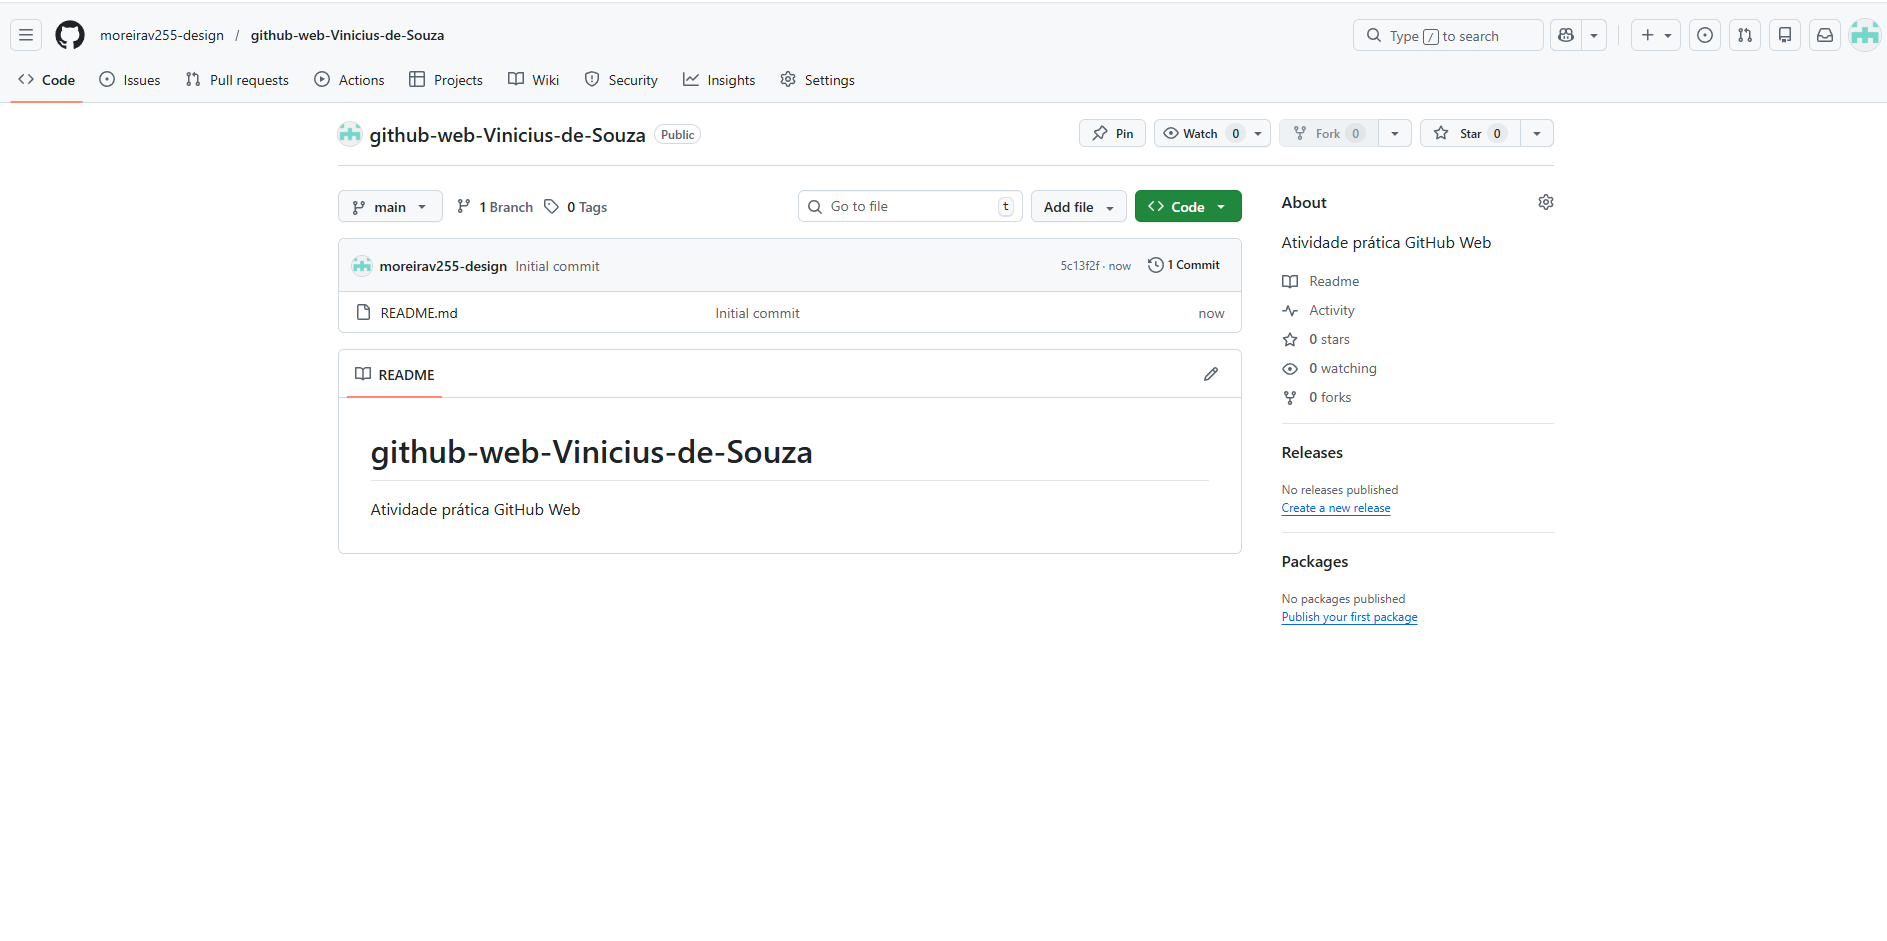 moreirav255-design / github-web-Vinicius-de-Souza
Type / to search
Code Issues Pull requests Actions Projects Wiki Security Insights Settings
github-web-Vinicius-de-Souza Public
Pin Watch 0 Fork 0 Star 0
main 1 Branch 0 Tags Go to file t Add file Code
moreirav255-design Initial commit 5c13f2f · now 1 Commit
README.md Initial commit now
README
github-web-Vinicius-de-Souza
Atividade prática GitHub Web
About
Atividade prática GitHub Web
Readme
Activity
0 stars
0 watching
0 forks
Releases
No releases published
Create a new release
Packages
No packages published
Publish your first package